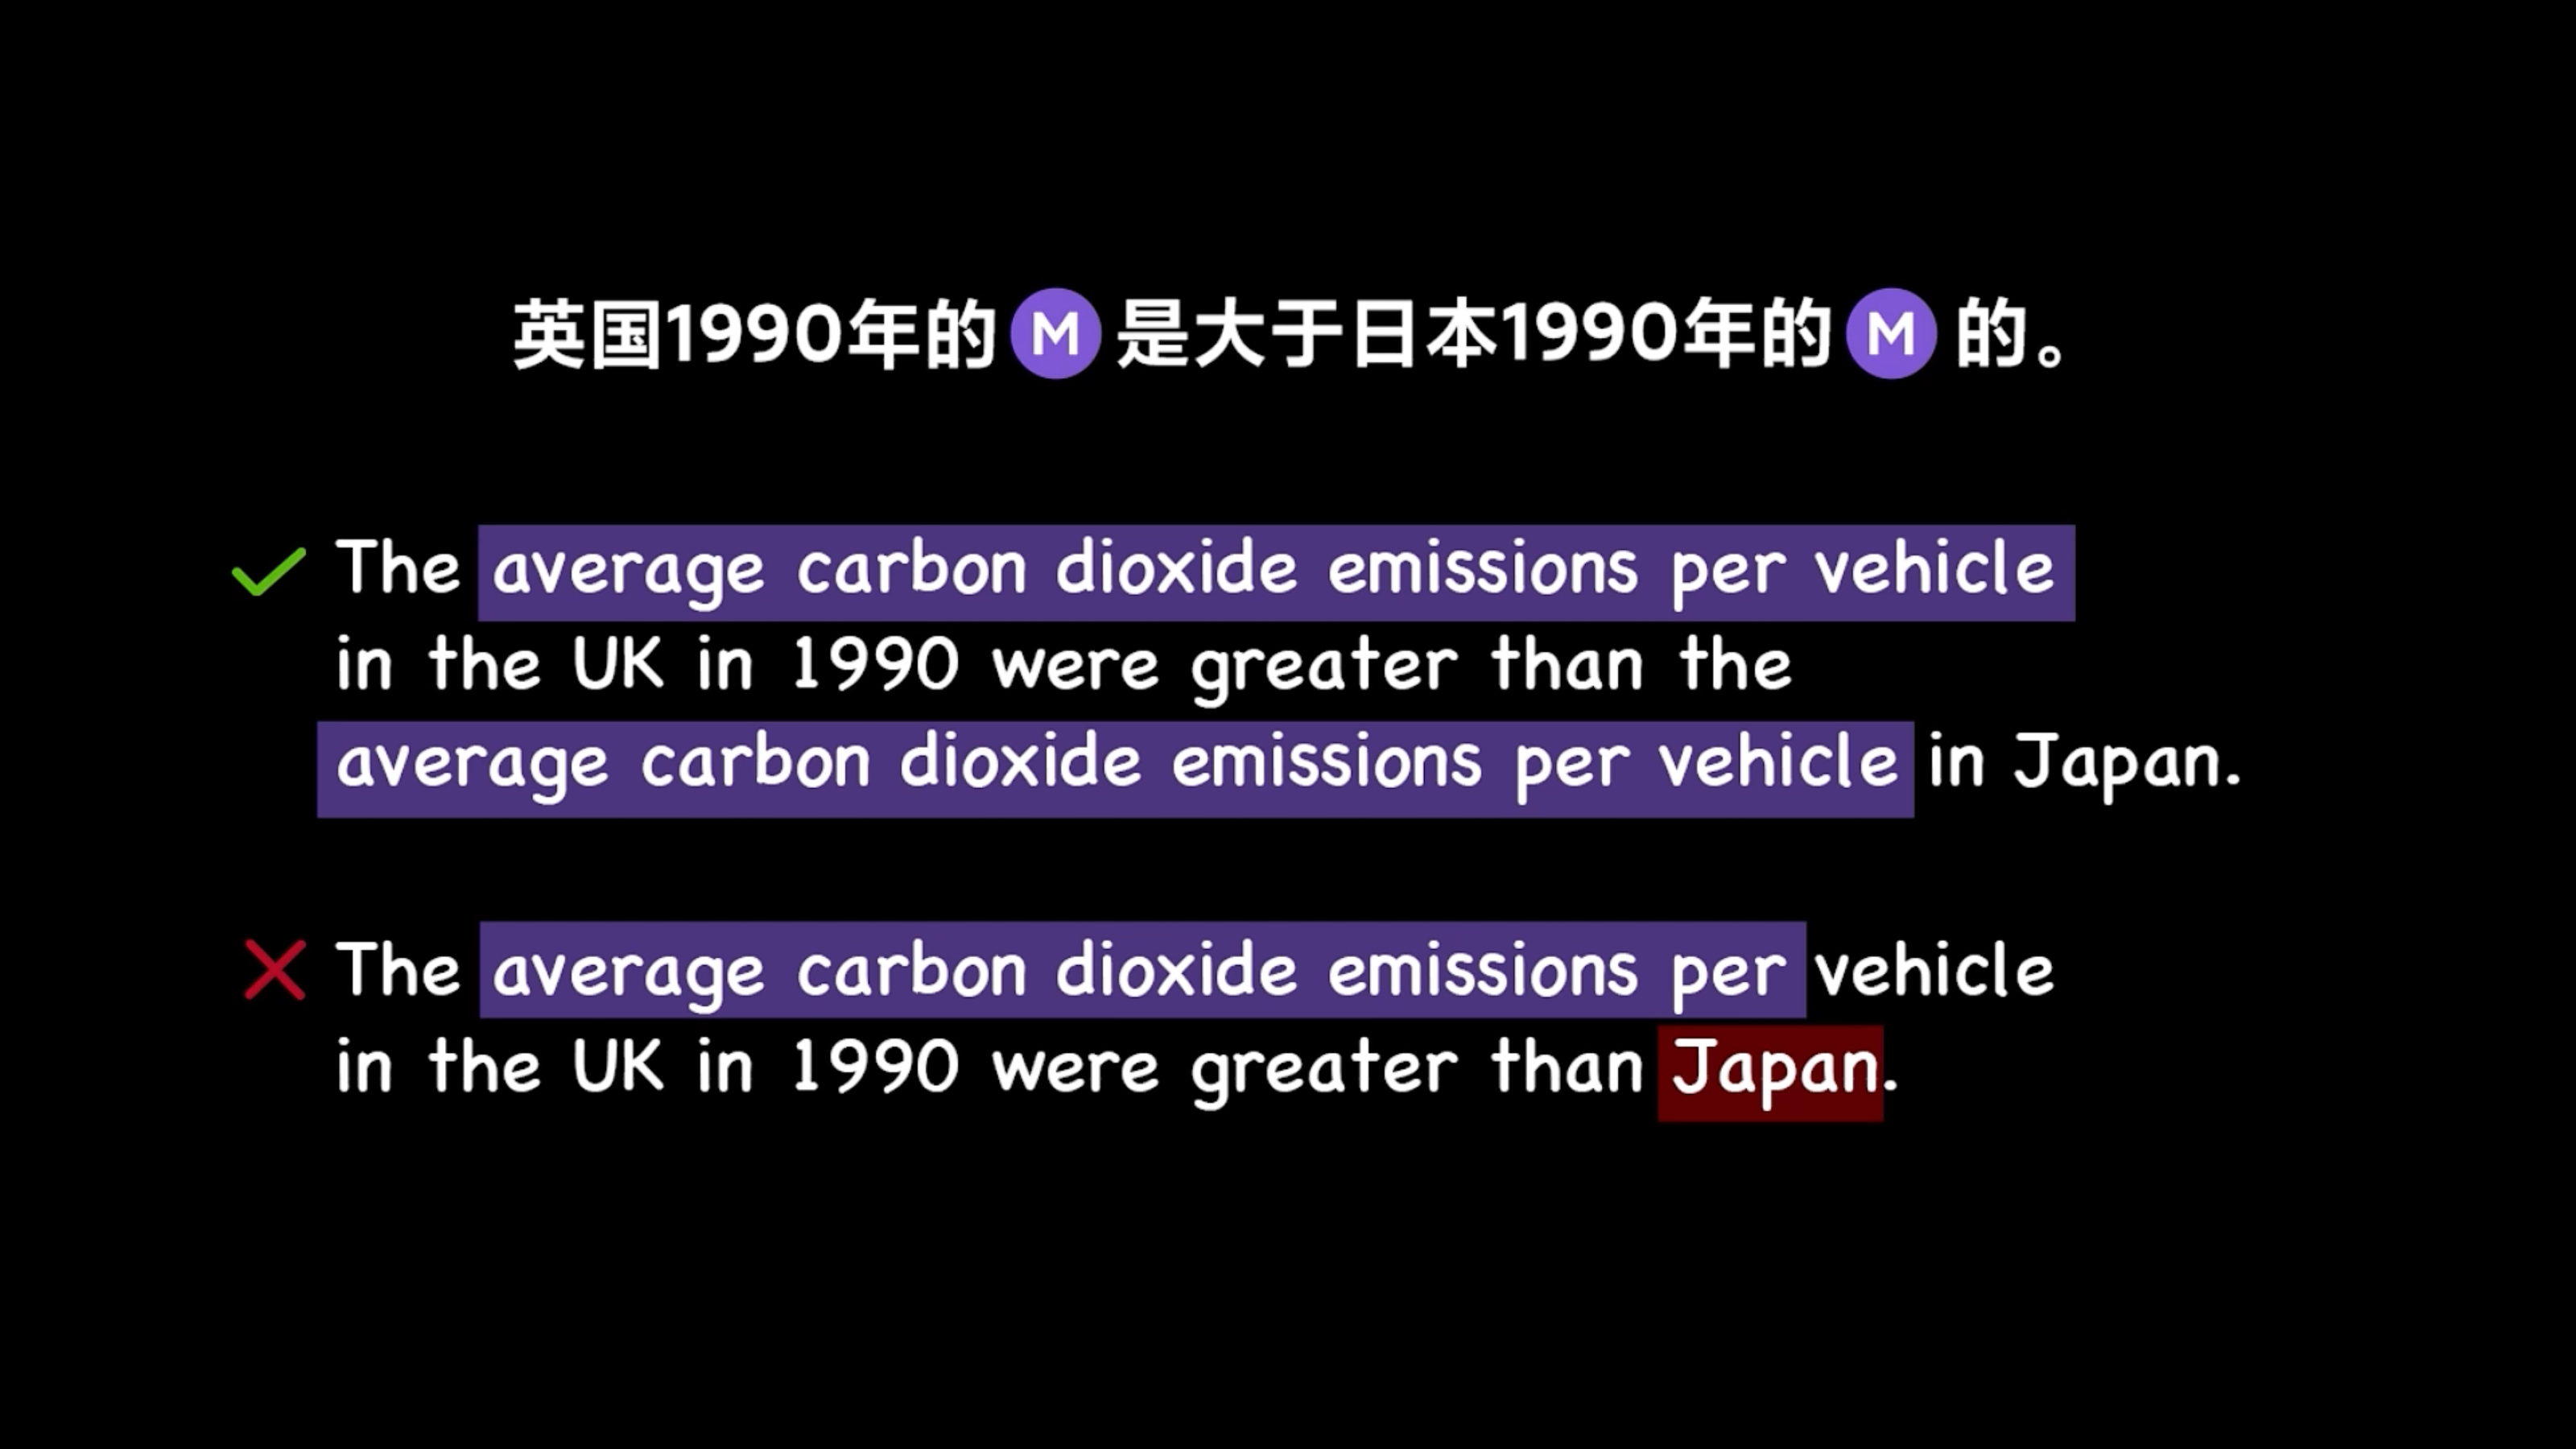 英国1990年的 M 是大于日本1990年的 M 的。
The average carbon dioxide emissions per vehicle
in the UK in 1990 were greater than the
average carbon dioxide emissions per vehicle in Japan.
The average carbon dioxide emissions per vehicle
in the UK in 1990 were greater than Japan.